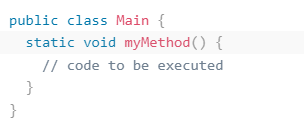 public class Main {
  static void myMethod() {
    // code to be executed
  }
}